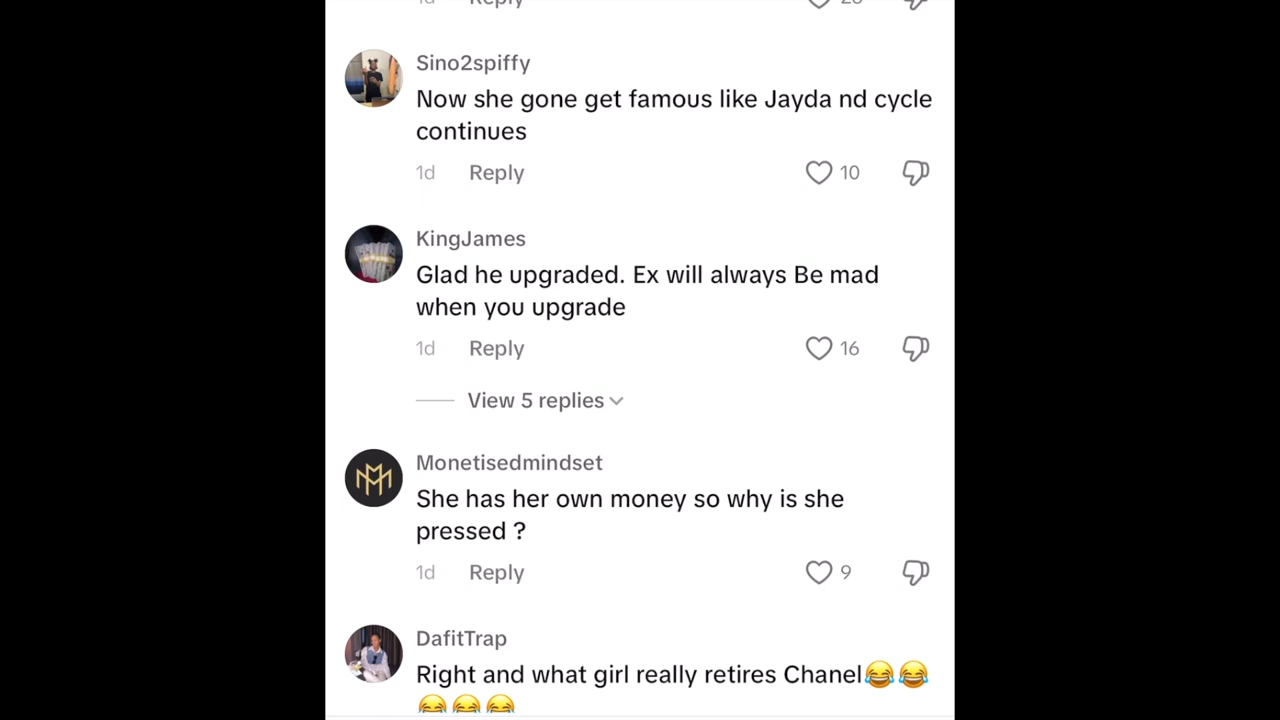 1d Reply 28
Sino2spiffy
Now she gone get famous like Jayda nd cycle
continues
1d Reply 10
KingJames
Glad he upgraded. Ex will always Be mad
when you upgrade
1d Reply 16
View 5 replies
Monetisedmindset
She has her own money so why is she
pressed ?
1d Reply 9
DafitTrap
Right and what girl really retires Chanel😂😂
😂😂😂